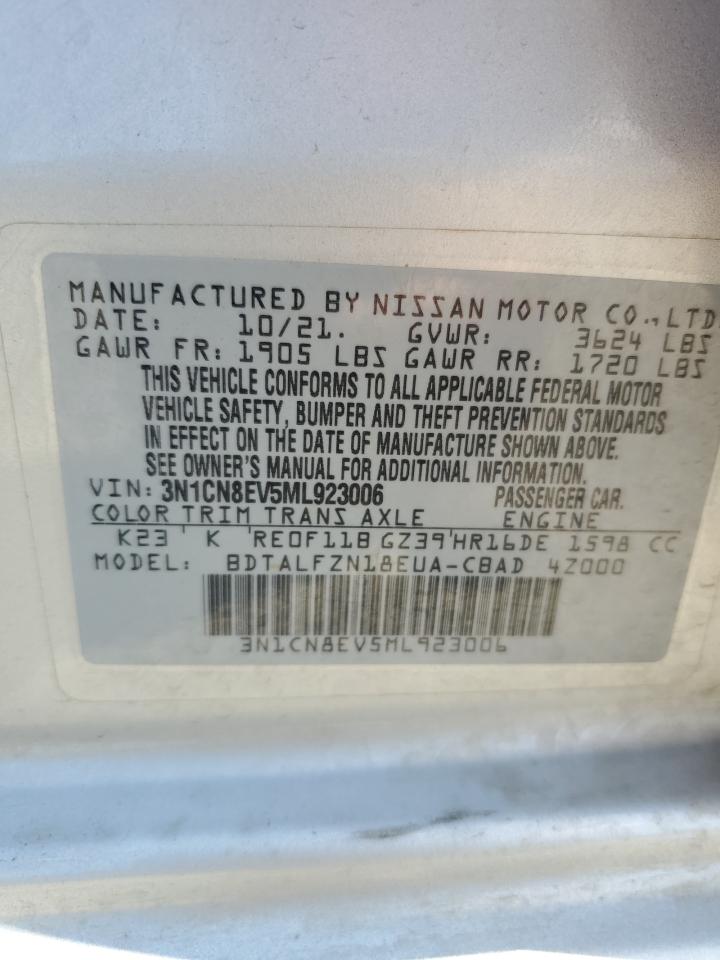 MANUFACTURED BY NISSAN MOTOR CO.,LTD
DATE: 10/21. GVWR: 3624 LBS
GAWR FR: 1905 LBS GAWR RR: 1720 LBS
THIS VEHICLE CONFORMS TO ALL APPLICABLE FEDERAL MOTOR
VEHICLE SAFETY, BUMPER AND THEFT PREVENTION STANDARDS
IN EFFECT ON THE DATE OF MANUFACTURE SHOWN ABOVE.
SEE OWNER'S MANUAL FOR ADDITIONAL INFORMATION.
VIN: 3N1CN8EV5ML923006 PASSENGER CAR.
COLOR TRIM TRANS AXLE ENGINE
K23' K 'RE0F11B GZ39'HR16DE 1598 CC
MODEL: BDTALFZN18EUA-CBAD 4Z000
3N1CN8EV5ML923006